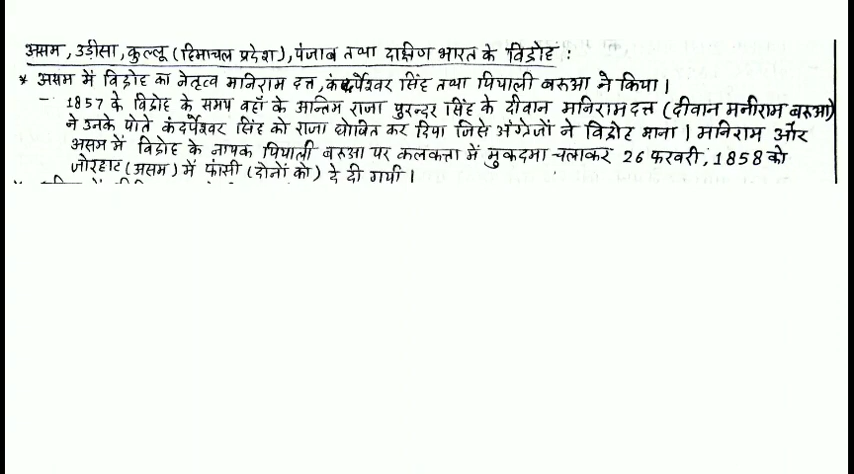 असम, उड़ीसा, कुल्लू (हिमाचल प्रदेश), पंजाब तथा दक्षिण भारत के विद्रोह :
* असम में विद्रोह का नेतृत्व मनिराम दत्त, कंदर्पेश्वर सिंह तथा पियाली बरुआ ने किया।
- 1857 के विद्रोह के समय वहाँ के अन्तिम राजा पुरन्दर सिंह के दीवान मनिराम दत्त (दीवान मनीराम बरुआ)
ने उनके पोते कंदर्पेश्वर सिंह को राजा घोषित कर दिया जिसे अंग्रेजों ने विद्रोह माना। मनिराम और
असम में विद्रोह के नायक पियाली बरुआ पर कलकत्ता में मुकदमा चलाकर 26 फरवरी, 1858 को
जोरहाट (असम) में फांसी (दोनों को) दे दी गयी।